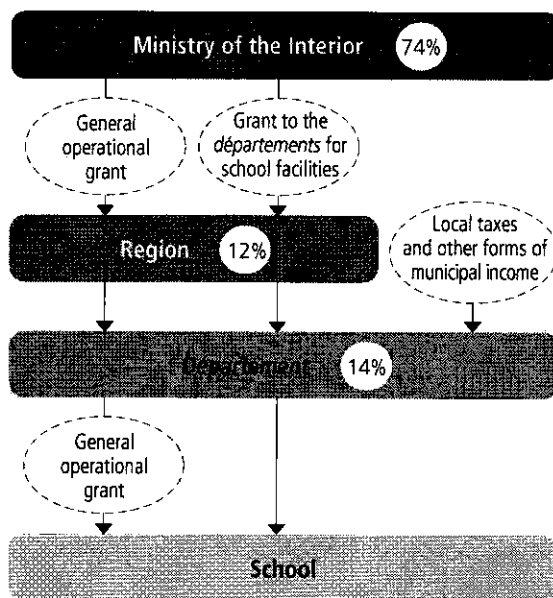 Ministry of the Interior 74%
General
operational
grant
Grant to the
départements for
school facilities
Region 12%
Local taxes
and other forms of
municipal income
Département 14%
General
operational
grant
School